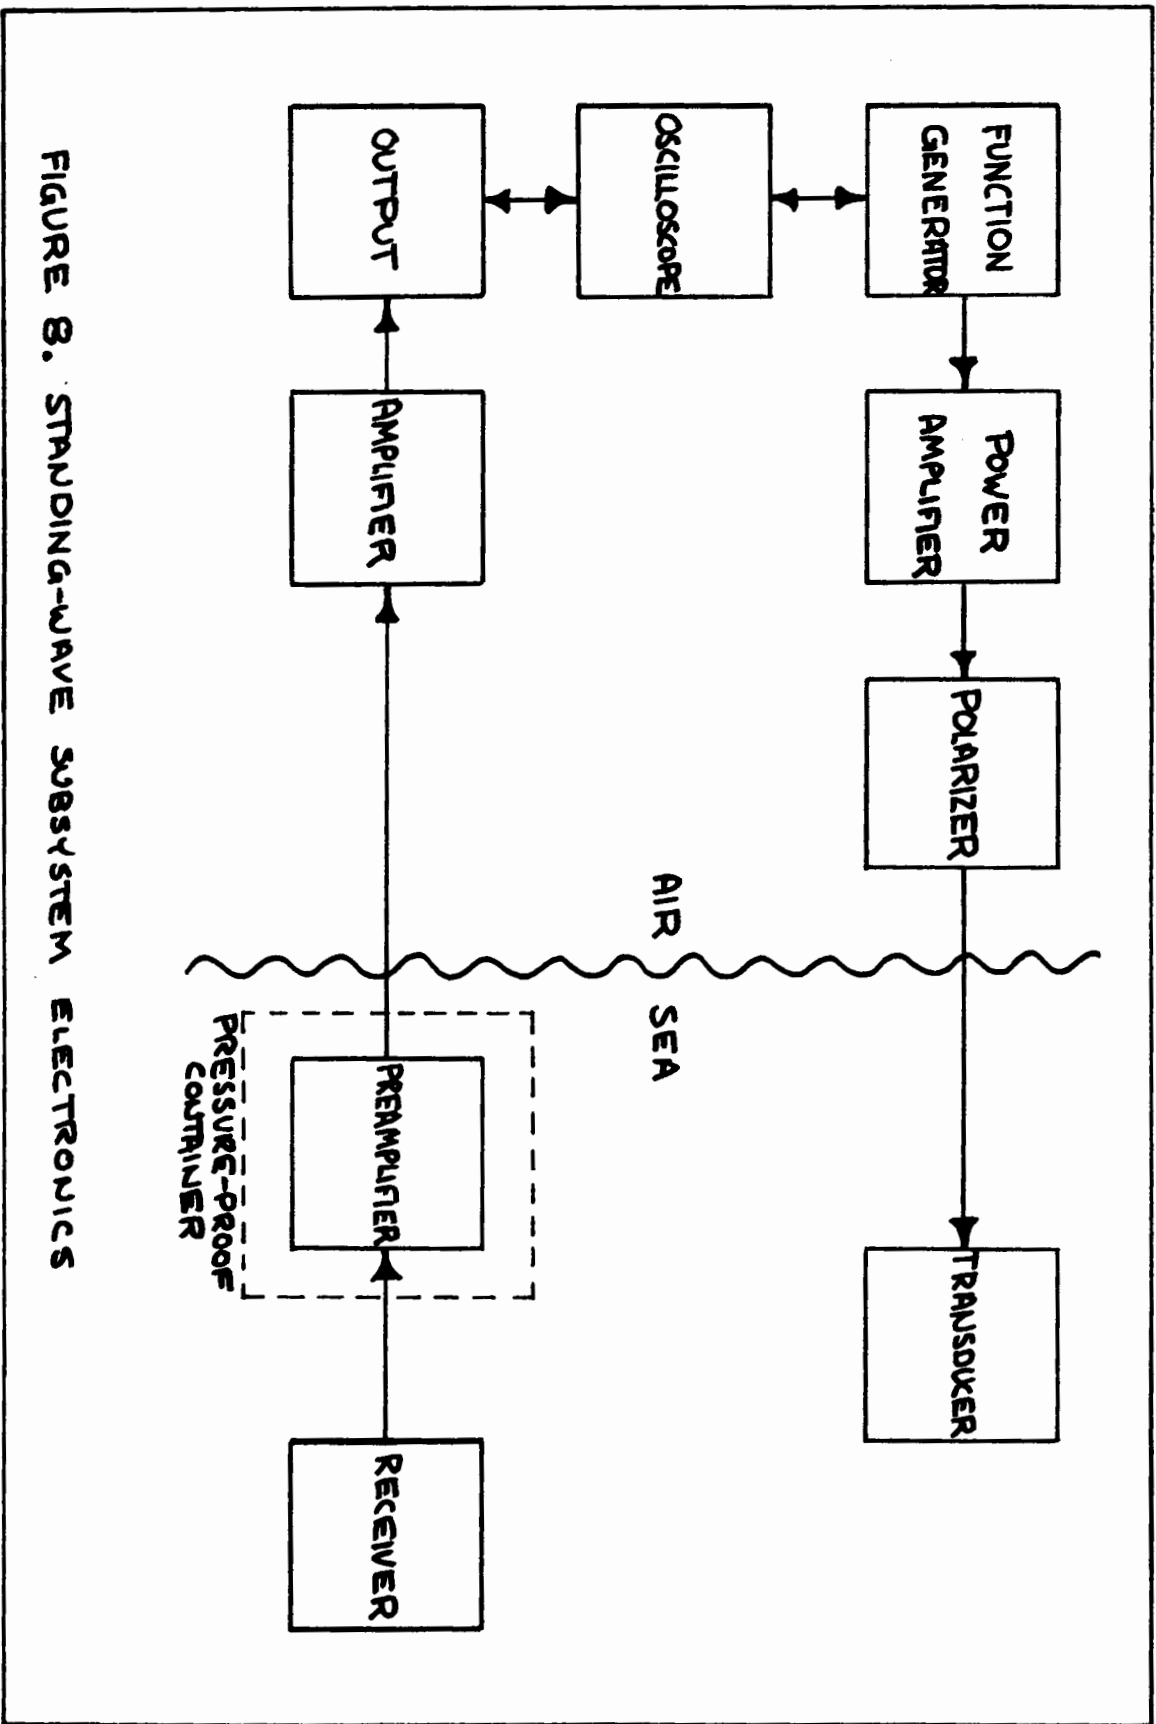 FUNCTION
GENERATOR
POWER
AMPLIFIER
POLARIZER
TRANSDUCER
OSCILLOSCOPE
AIR
SEA
OUTPUT
AMPLIFIER
PREAMPLIFIER
RECEIVER
PRESSURE-PROOF
CONTAINER
FIGURE 8. STANDING-WAVE SUBSYSTEM ELECTRONICS